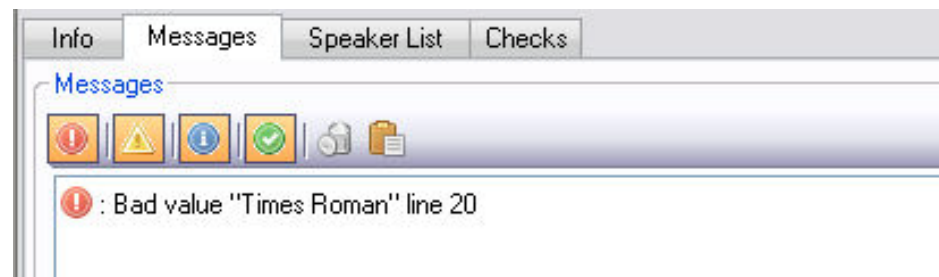 Info Messages Speaker List Checks
Messages
: Bad value "Times Roman" line 20